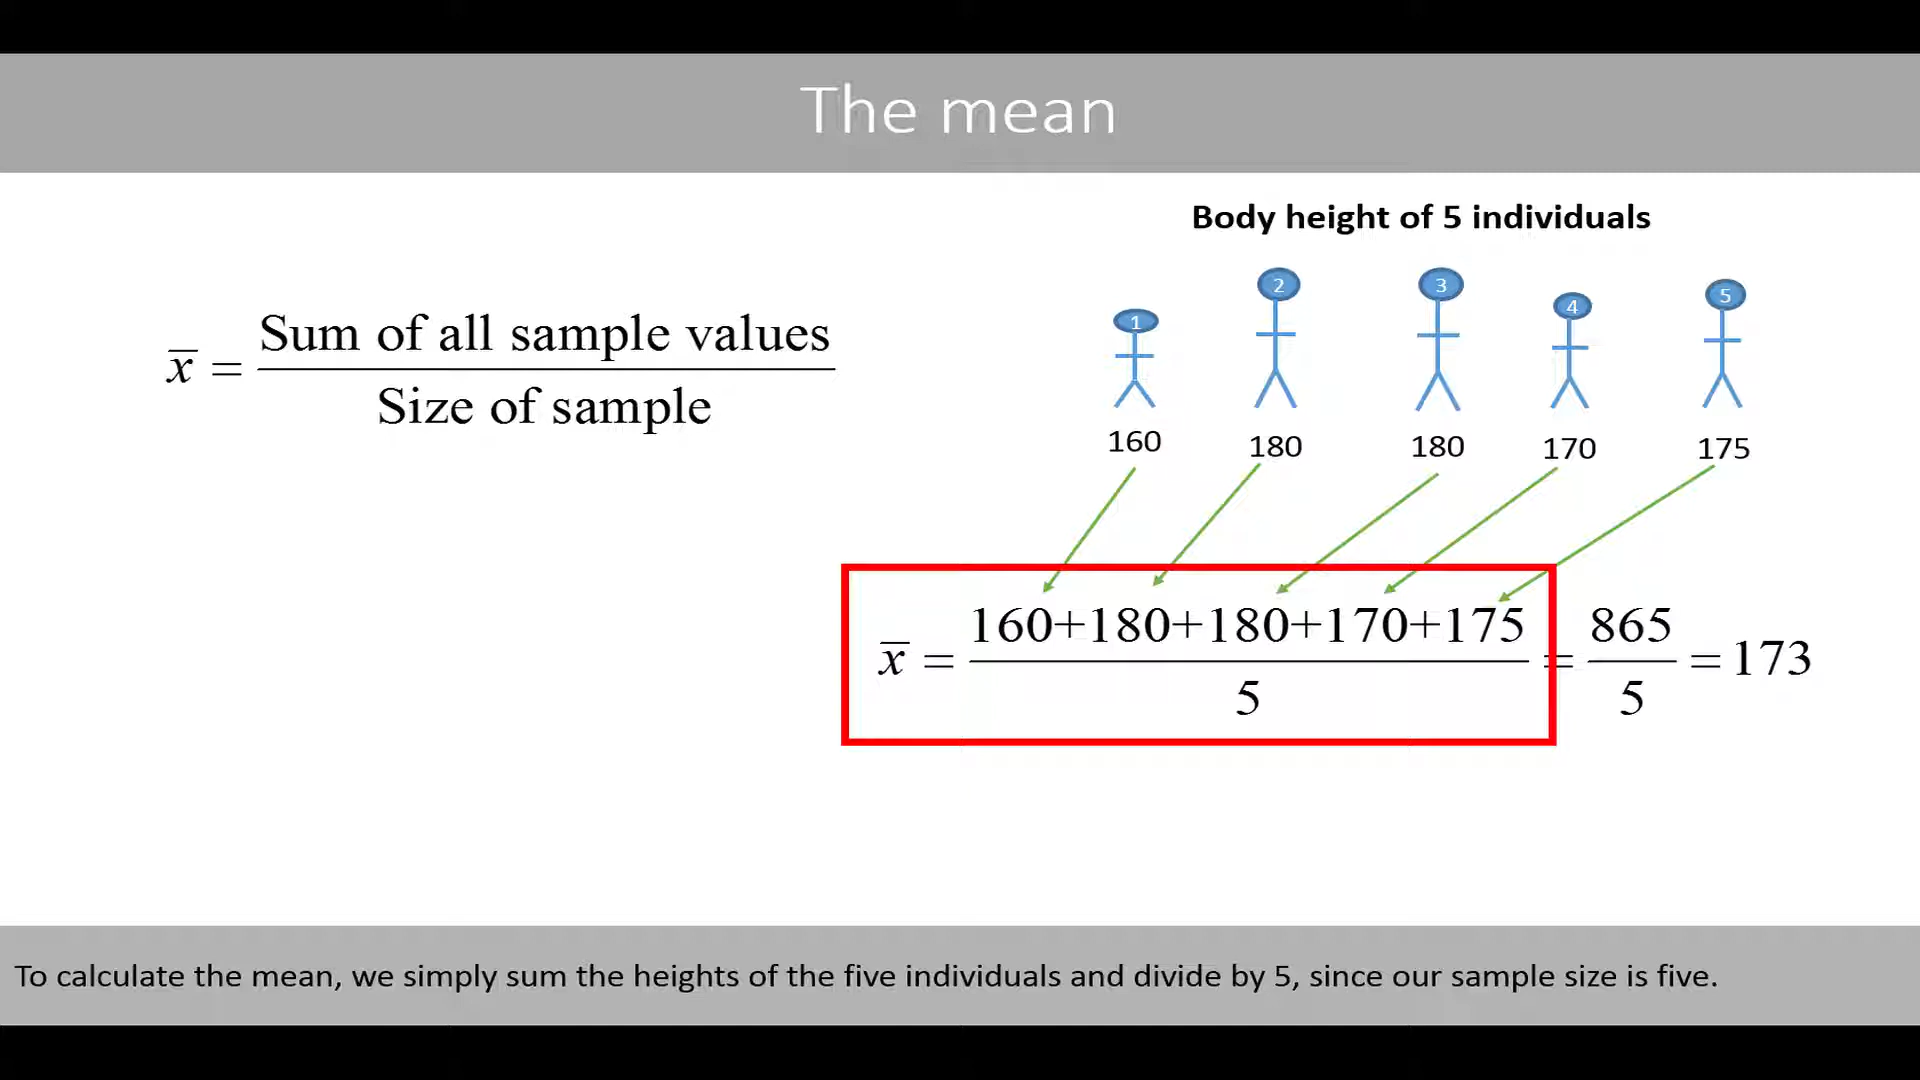 The mean
Body height of 5 individuals
1 2 3 4 5
160 180 180 170 175
x̅ = Sum of all sample values / Size of sample
x̅ = 160+180+180+170+175 / 5 = 865 / 5 = 173
To calculate the mean, we simply sum the heights of the five individuals and divide by 5, since our sample size is five.